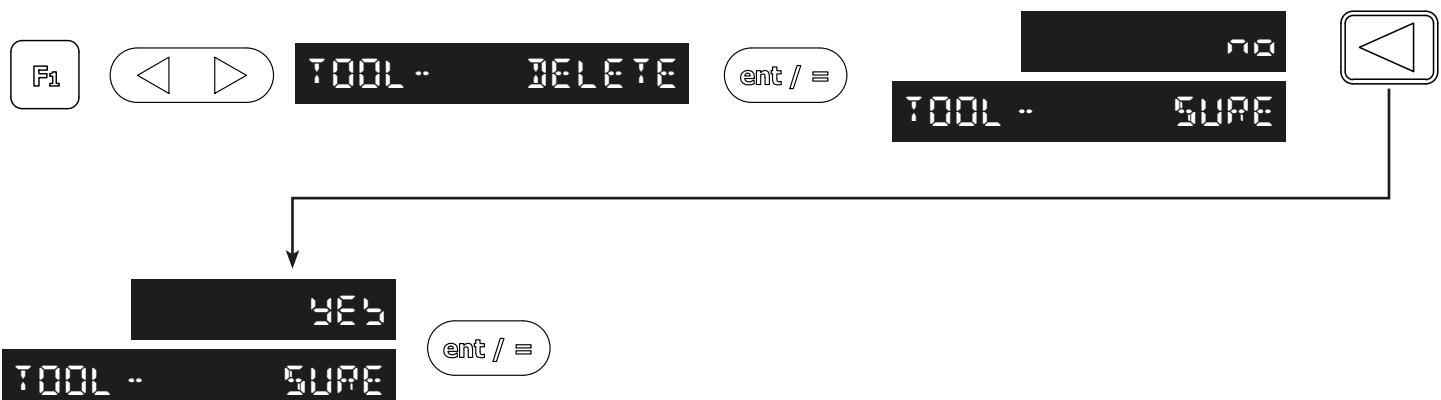 F1
TOOL -- DELETE
ent / =
no
TOOL -- SURE
YES
TOOL -- SURE
ent / =